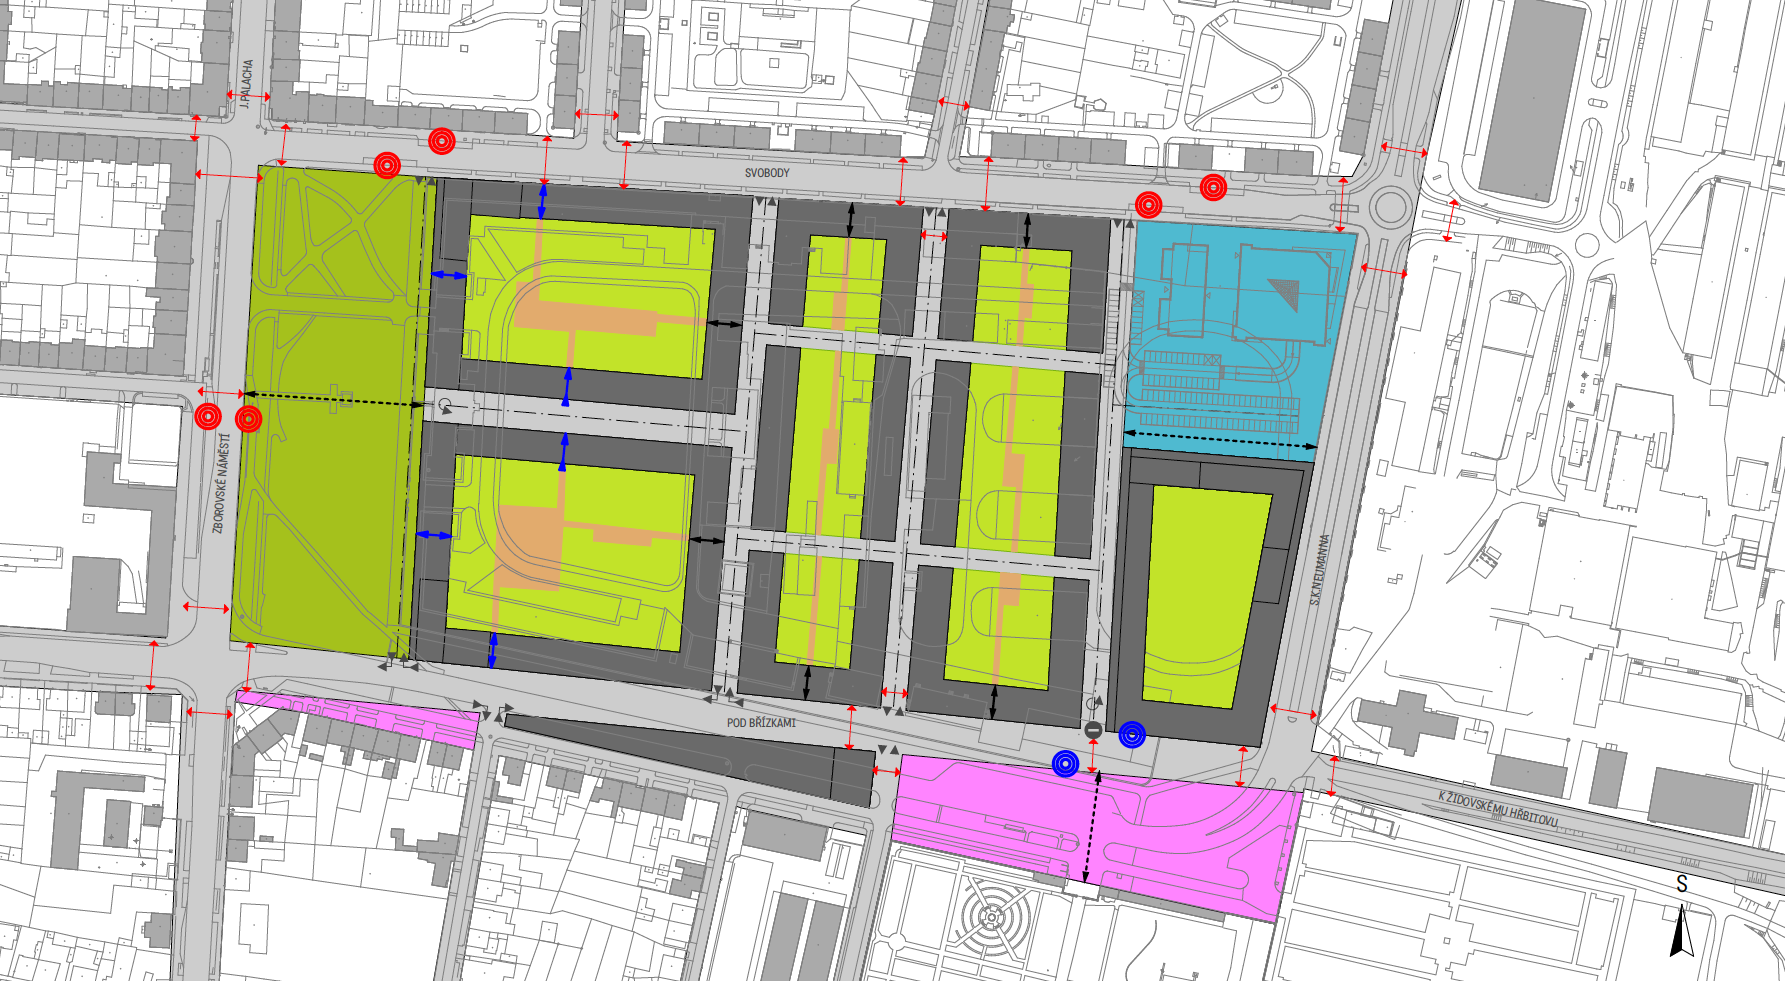 J.PALACHA
SVOBODY
ZBOROVSKÉ NÁMĚSTÍ
S.K.NEUMANNA
POD BŘÍZKAMI
K ŽIDOVSKÉMU HŘBITOVU
S